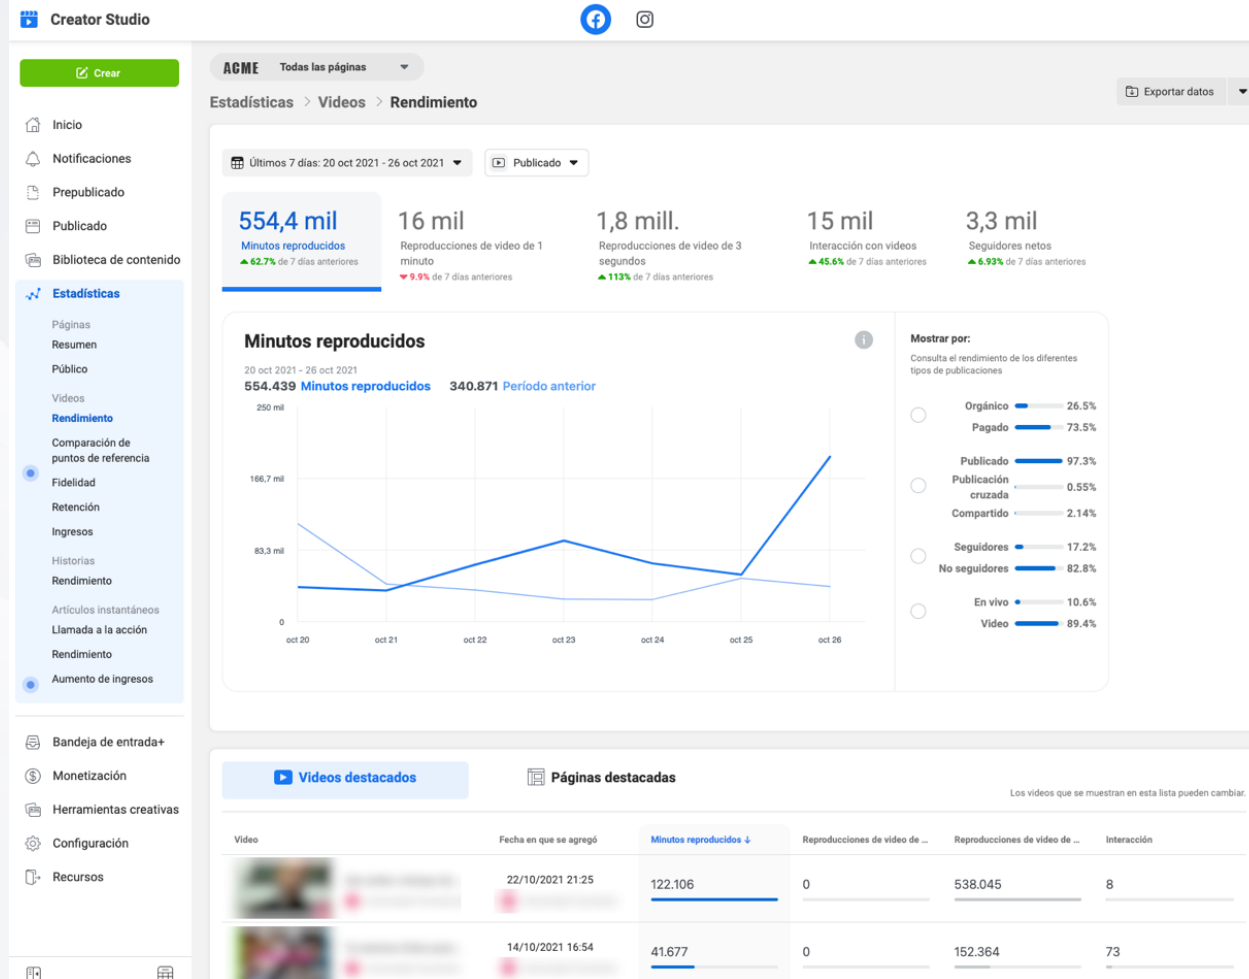 Creator Studio
Crear
Inicio
Notificaciones
Prepublicado
Publicado
Biblioteca de contenido
Estadísticas
Páginas
Resumen
Público
Videos
Rendimiento
Comparación de
puntos de referencia
Fidelidad
Retención
Ingresos
Historias
Rendimiento
Artículos instantáneos
Llamada a la acción
Rendimiento
Aumento de ingresos
Bandeja de entrada+
Monetización
Herramientas creativas
Configuración
Recursos
ACME Todas las páginas
Estadísticas > Videos > Rendimiento
Exportar datos
Últimos 7 días: 20 oct 2021 - 26 oct 2021
Publicado
554,4 mil
Minutos reproducidos
62.7% de 7 días anteriores
16 mil
Reproducciones de video de 1
minuto
9.9% de 7 días anteriores
1,8 mill.
Reproducciones de video de 3
segundos
113% de 7 días anteriores
15 mil
Interacción con videos
45.6% de 7 días anteriores
3,3 mil
Seguidores netos
6.93% de 7 días anteriores
Minutos reproducidos
20 oct 2021 - 26 oct 2021
554.439 Minutos reproducidos 340.871 Período anterior
250 mil
166,7 mil
83,3 mil
0
oct 20 oct 21 oct 22 oct 23 oct 24 oct 25 oct 26
Mostrar por:
Consulta el rendimiento de los diferentes
tipos de publicaciones
Orgánico 26.5%
Pagado 73.5%
Publicado 97.3%
Publicación
cruzada 0.55%
Compartido 2.14%
Seguidores 17.2%
No seguidores 82.8%
En vivo 10.6%
Video 89.4%
Videos destacados
Páginas destacadas
Los videos que se muestran en esta lista pueden cambiar.
Video Fecha en que se agregó Minutos reproducidos ↓ Reproducciones de video de ... Reproducciones de video de ... Interacción
22/10/2021 21:25 122.106 0 538.045 8
14/10/2021 16:54 41.677 0 152.364 73